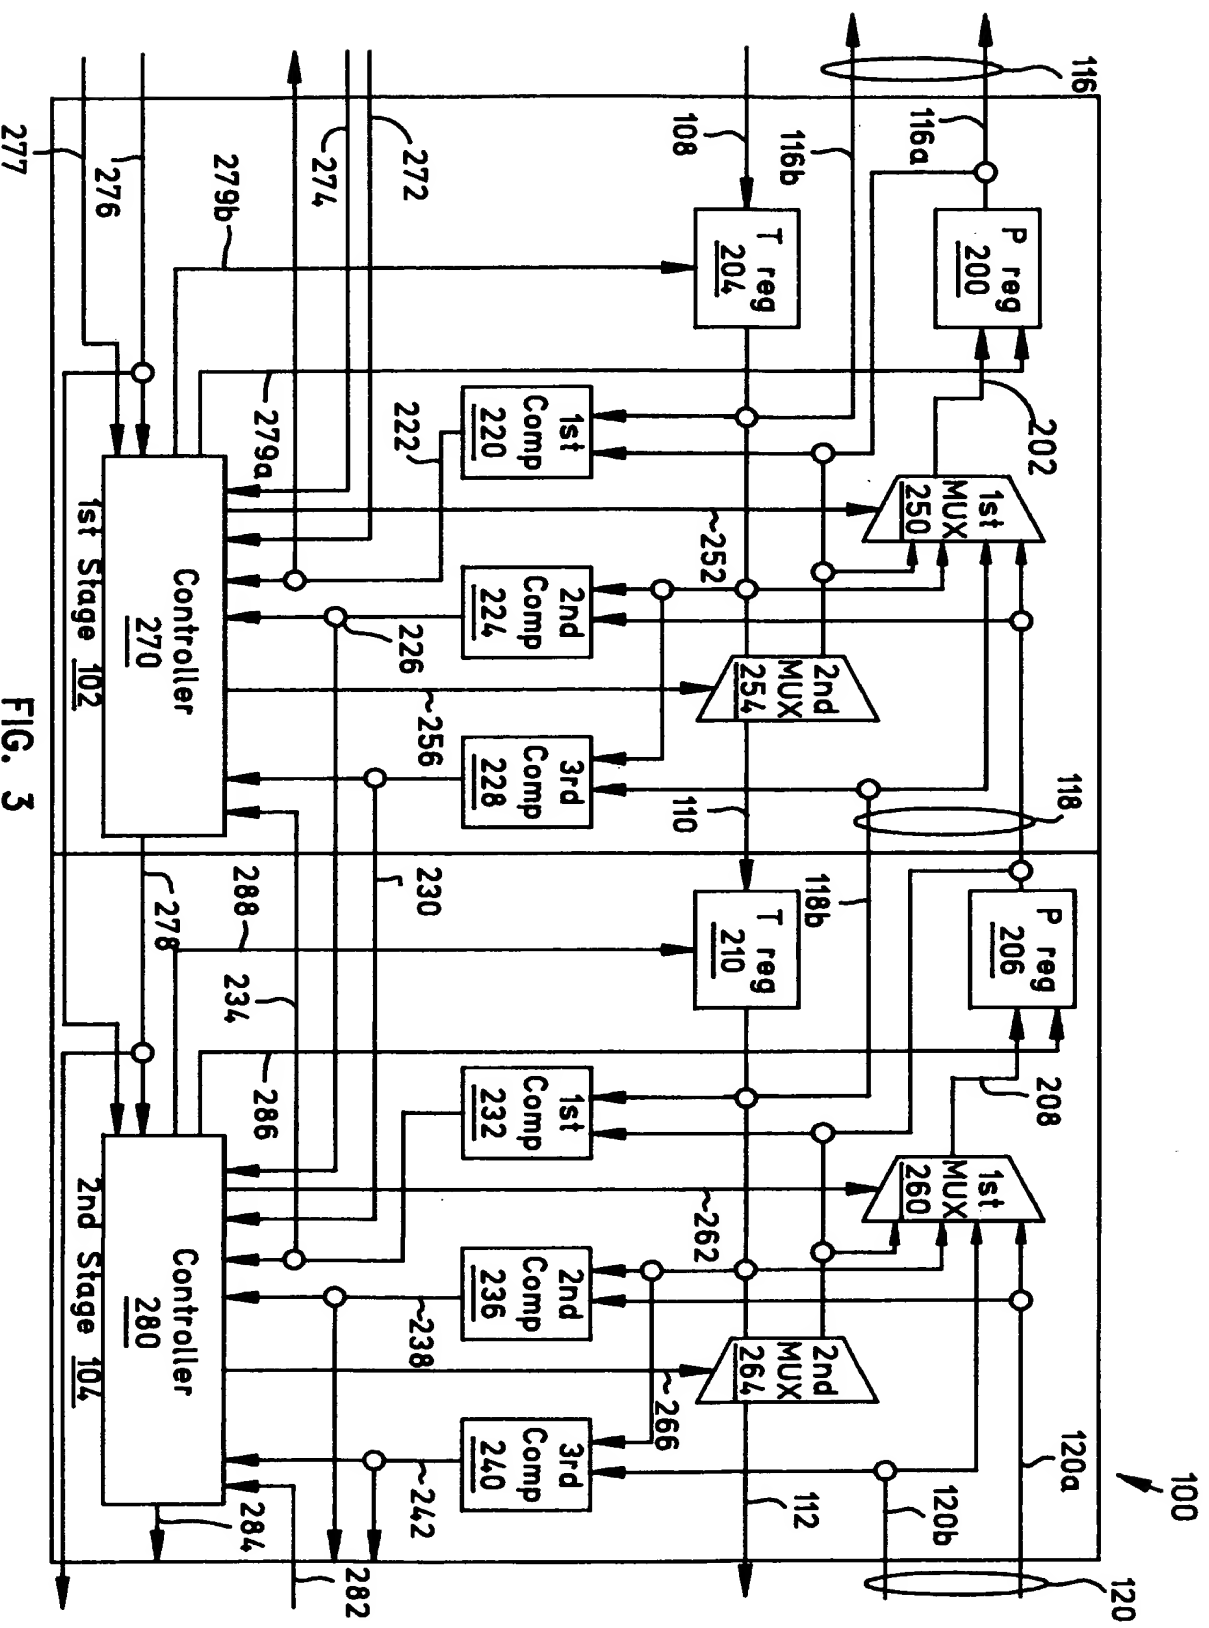 100
116
116a
116b
108
P reg
200
202
T reg
204
1st
MUX
250
252
2nd
MUX
254
256
110
118
118b
P reg
206
208
T reg
210
1st
MUX
260
262
2nd
MUX
264
266
112
120a
120b
120
1st
Comp
220
222
2nd
Comp
224
226
3rd
Comp
228
230
1st
Comp
232
234
2nd
Comp
236
238
3rd
Comp
240
242
272
274
276
277
279b
279a
Controller
270
1st Stage 102
278
288
286
Controller
280
2nd Stage 104
284
282
FIG. 3